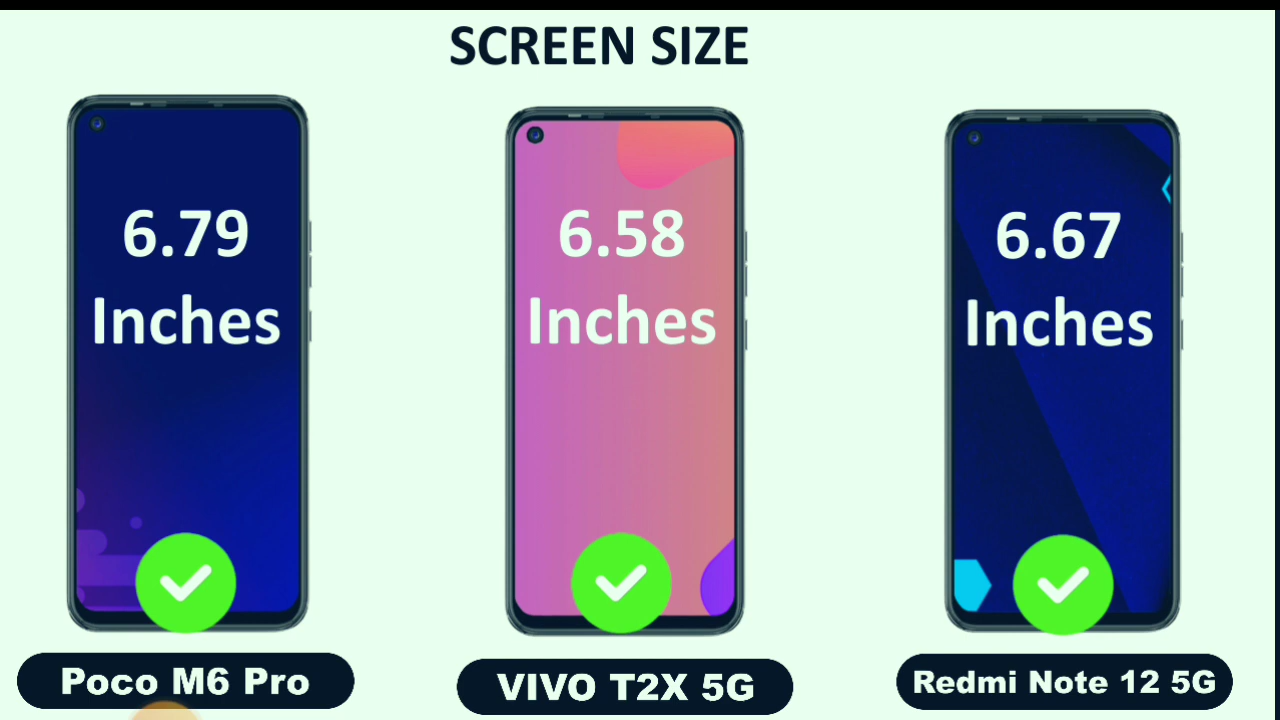 SCREEN SIZE
6.79
Inches
6.58
Inches
6.67
Inches
Poco M6 Pro
VIVO T2X 5G
Redmi Note 12 5G